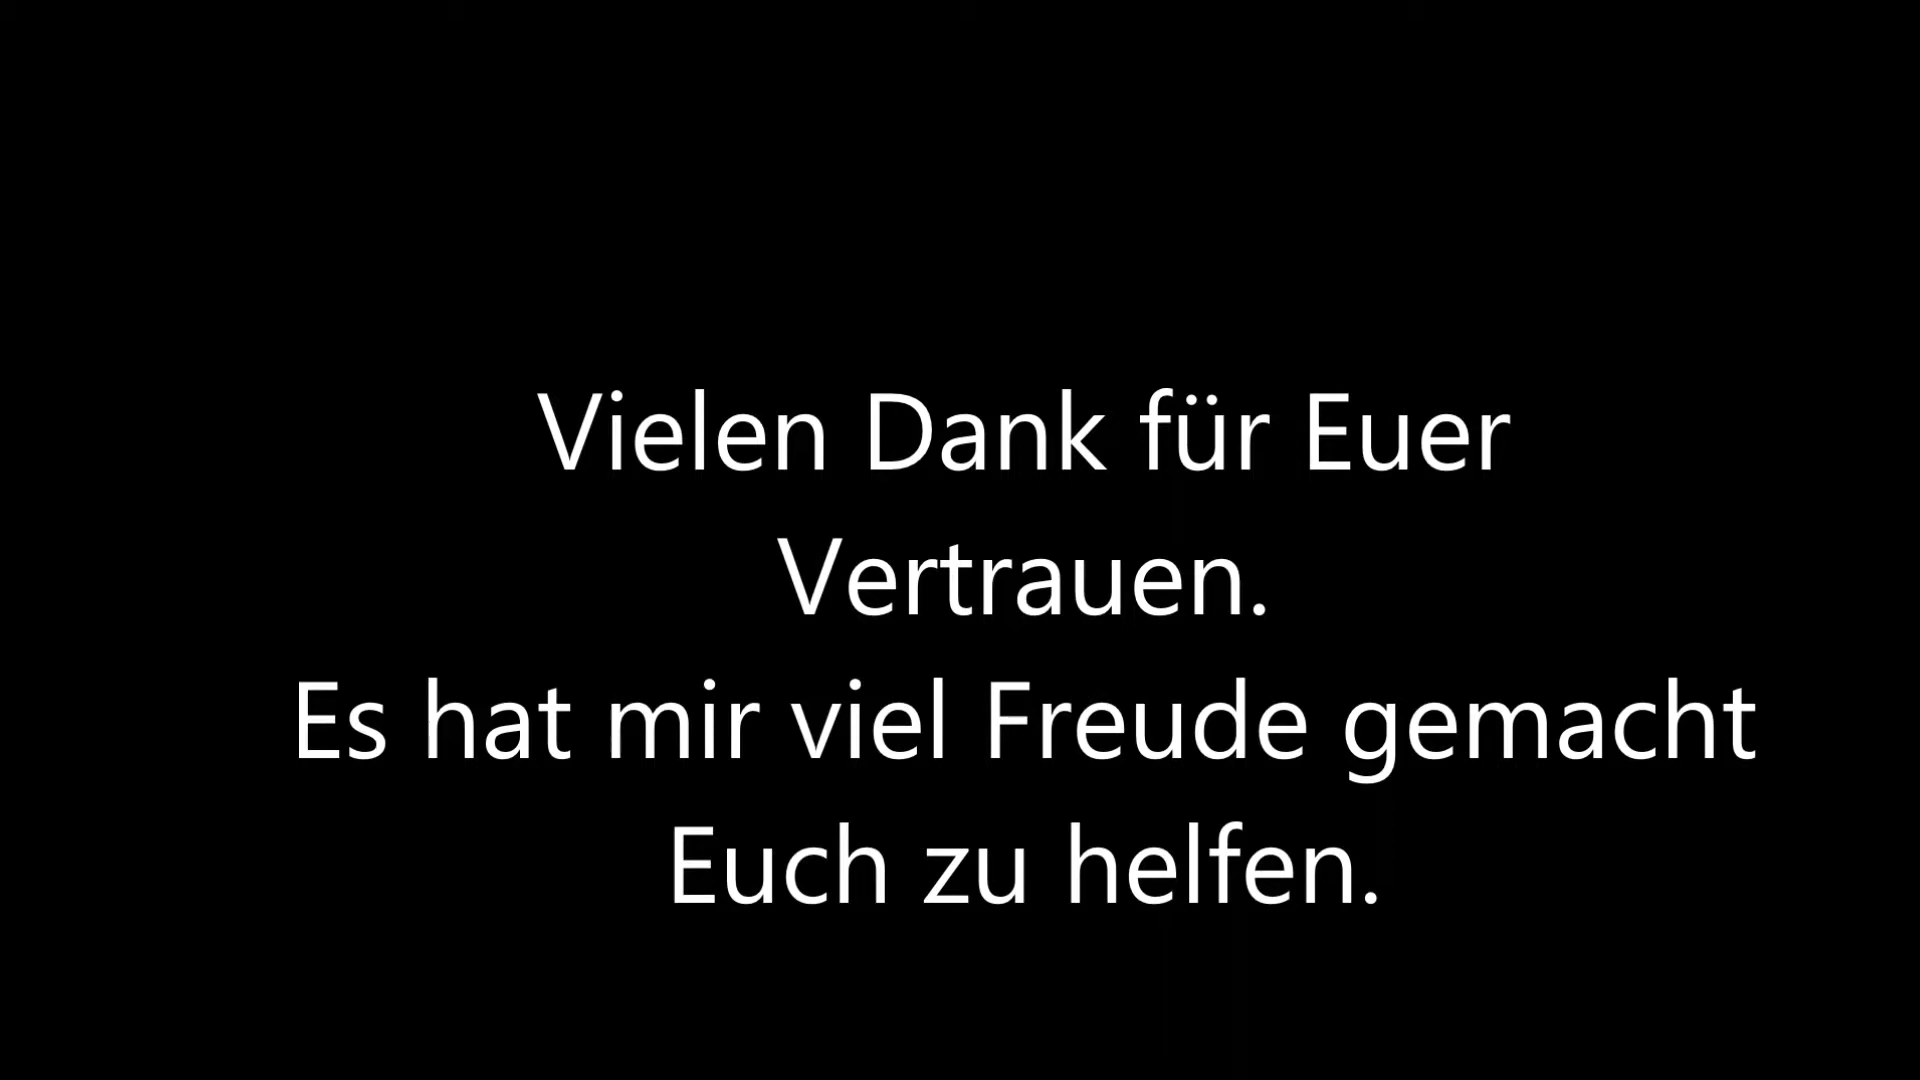 Vielen Dank für Euer
Vertrauen.
Es hat mir viel Freude gemacht
Euch zu helfen.